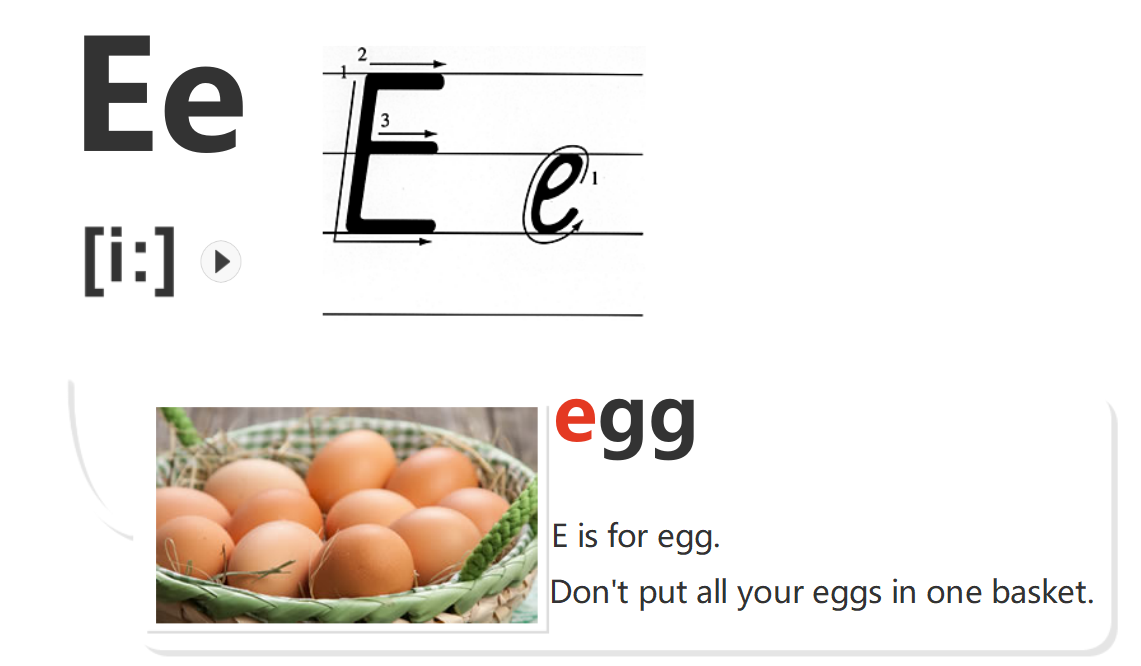 Ee
[i:]
1 2
3
E e
1
egg
E is for egg.
Don't put all your eggs in one basket.